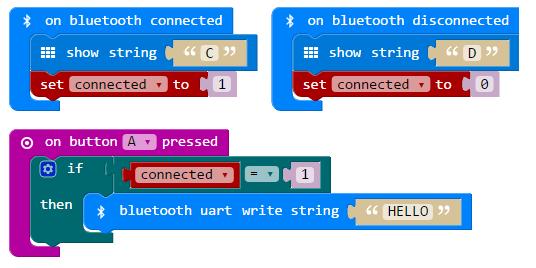 on bluetooth connected
show string “ C ”
set connected to 1
on bluetooth disconnected
show string “ D ”
set connected to 0
on button A pressed
if connected = 1
then bluetooth uart write string “ HELLO ”